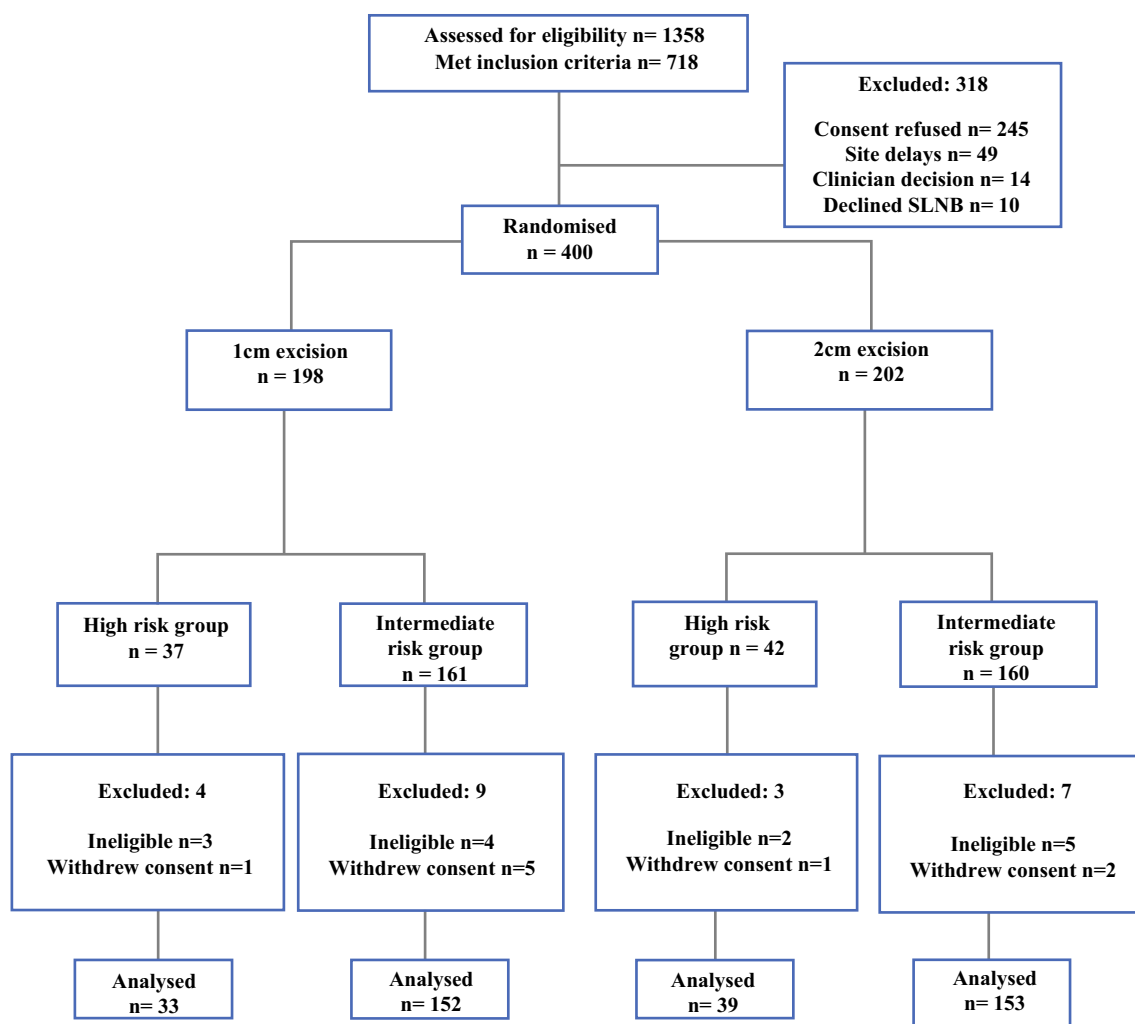 Assessed for eligibility n= 1358
Met inclusion criteria n= 718
Excluded: 318
Consent refused n= 245
Site delays n= 49
Clinician decision n= 14
Declined SLNB n= 10
Randomised
n = 400
1cm excision
n = 198
2cm excision
n = 202
High risk group
n = 37
Intermediate
risk group
n = 161
High risk
group n = 42
Intermediate
risk group
n = 160
Excluded: 4
Ineligible n=3
Withdrew consent n=1
Excluded: 9
Ineligible n=4
Withdrew consent n=5
Excluded: 3
Ineligible n=2
Withdrew consent n=1
Excluded: 7
Ineligible n=5
Withdrew consent n=2
Analysed
n= 33
Analysed
n= 152
Analysed
n= 39
Analysed
n= 153